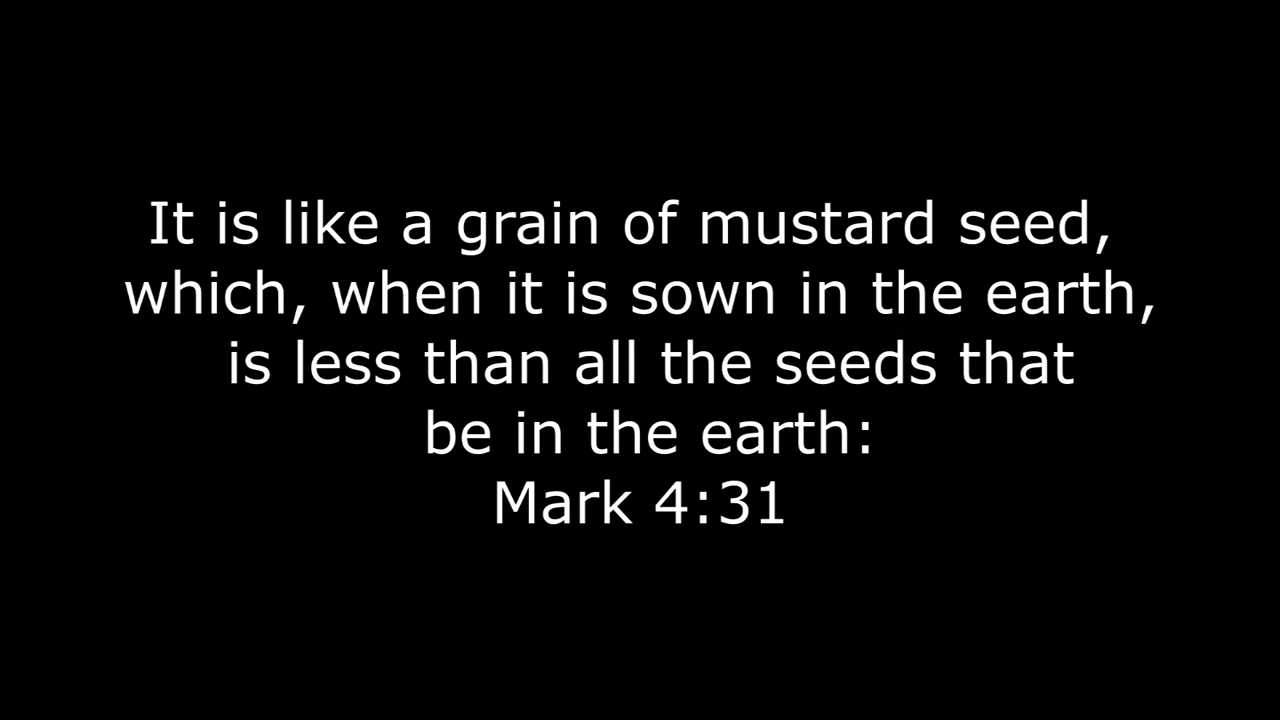 It is like a grain of mustard seed,
which, when it is sown in the earth,
is less than all the seeds that
be in the earth:
Mark 4:31